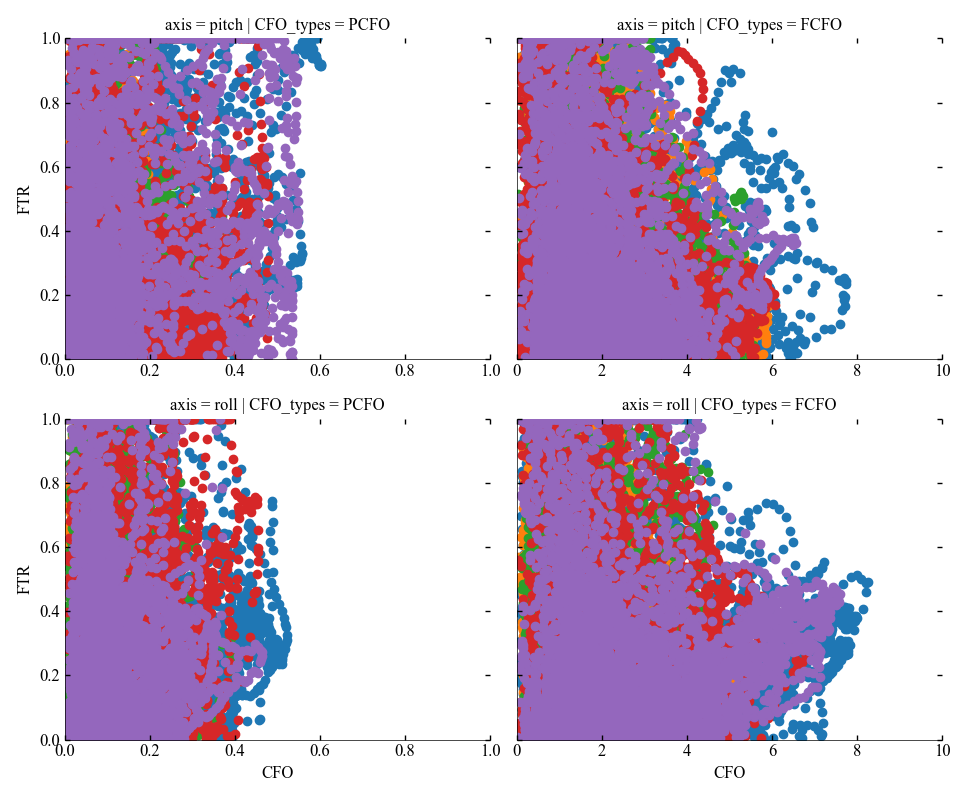 axis = pitch | CFO_types = PCFO
axis = pitch | CFO_types = FCFO
1.0
0.8
0.6
0.4
0.2
0.0
FTR
0.0 0.2 0.4 0.6 0.8 1.0
0 2 4 6 8 10
axis = roll | CFO_types = PCFO
axis = roll | CFO_types = FCFO
1.0
0.8
0.6
0.4
0.2
0.0
FTR
0.0 0.2 0.4 0.6 0.8 1.0
0 2 4 6 8 10
CFO
CFO